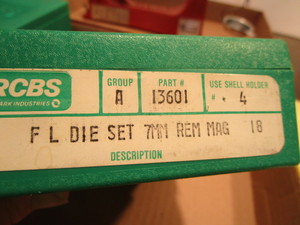 RCBS
ARK INDUSTRIES
GROUP PART # USE SHELL HOLDER
A 13601 # 4
F L DIE SET 7MM REM MAG 18
DESCRIPTION